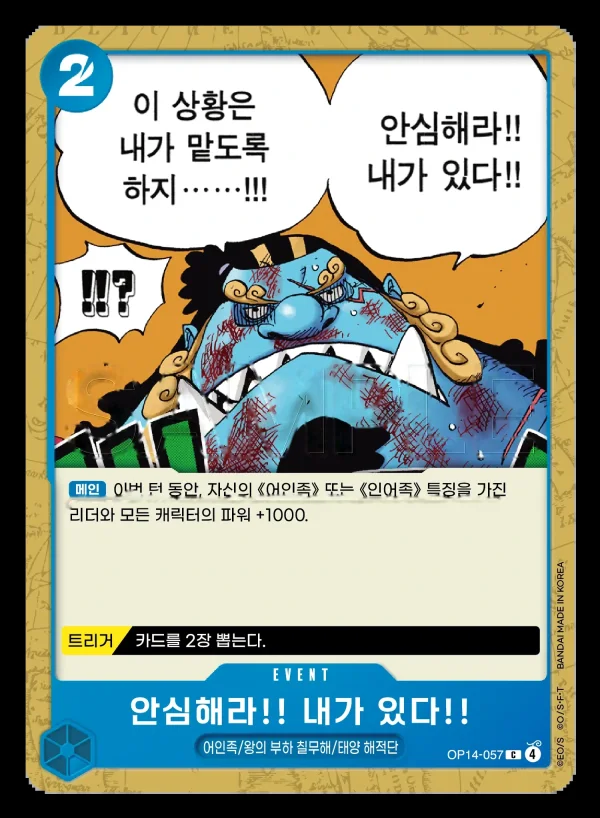 2
이 상황은
내가 맡도록
하지……!!!
안심해라!!
내가 있다!!
!!?
SAMPLE
메인 이번 턴 동안, 자신의 《어인족》 또는 《인어족》 특징을 가진
리더와 모든 캐릭터의 파워 +1000.
트리거 카드를 2장 뽑는다.
EVENT
안심해라!! 내가 있다!!
어인족/왕의 부하 칠무해/태양 해적단
OP14-057 C 4
©EO/S ©O/S·F·T BANDAI MADE IN KOREA